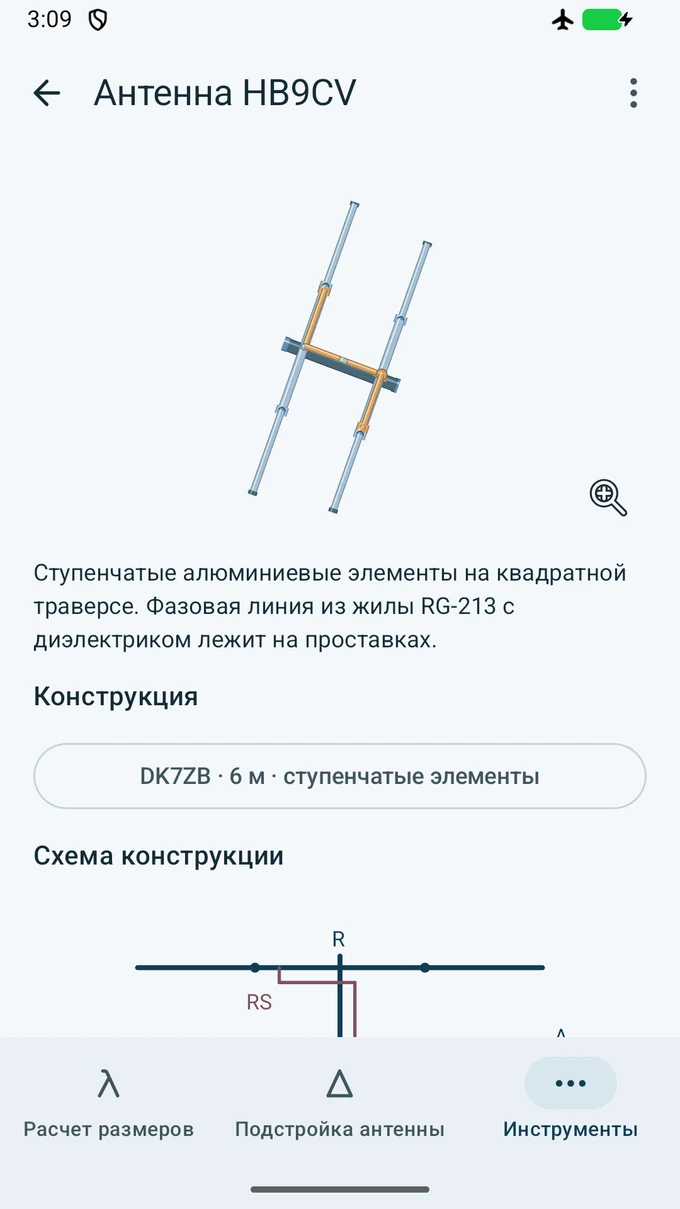 3:09
Антенна HB9CV
Ступенчатые алюминиевые элементы на квадратной
траверсе. Фазовая линия из жилы RG-213 с
диэлектриком лежит на проставках.
Конструкция
DK7ZB · 6 м · ступенчатые элементы
Схема конструкции
R
RS
λ
Расчет размеров
Подстройка антенны
Инструменты